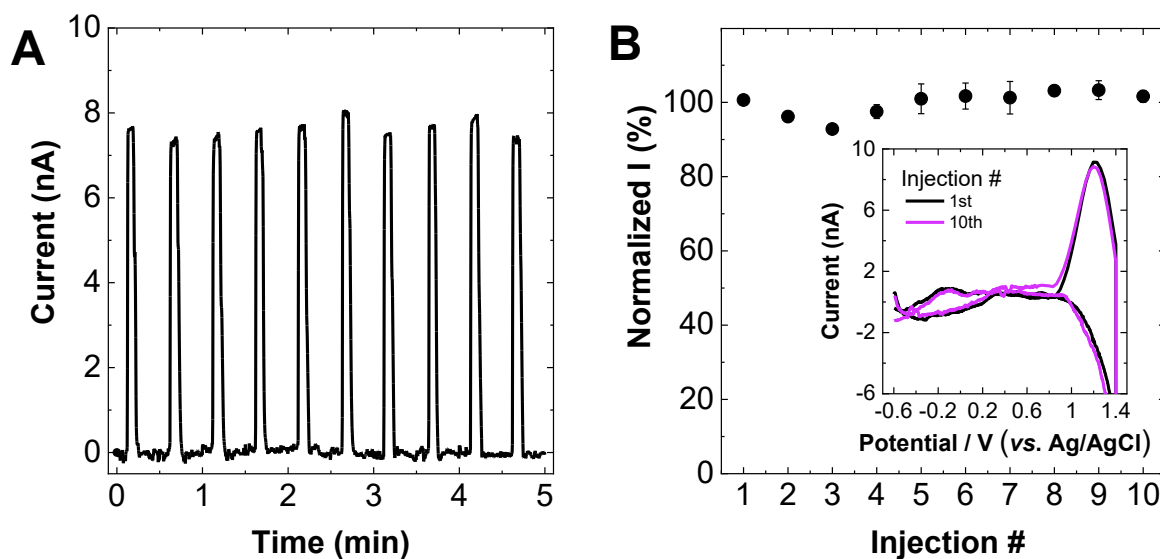 A
Current (nA)
10
8
6
4
2
0
0 1 2 3 4 5
Time (min)
B
Normalized I (%)
100
80
60
40
20
0
1 2 3 4 5 6 7 8 9 10
Injection #
Current (nA)
10
6
2
-2
-6
Injection #
1st
10th
-0.6 -0.2 0.2 0.6 1 1.4
Potential / V (vs. Ag/AgCl)